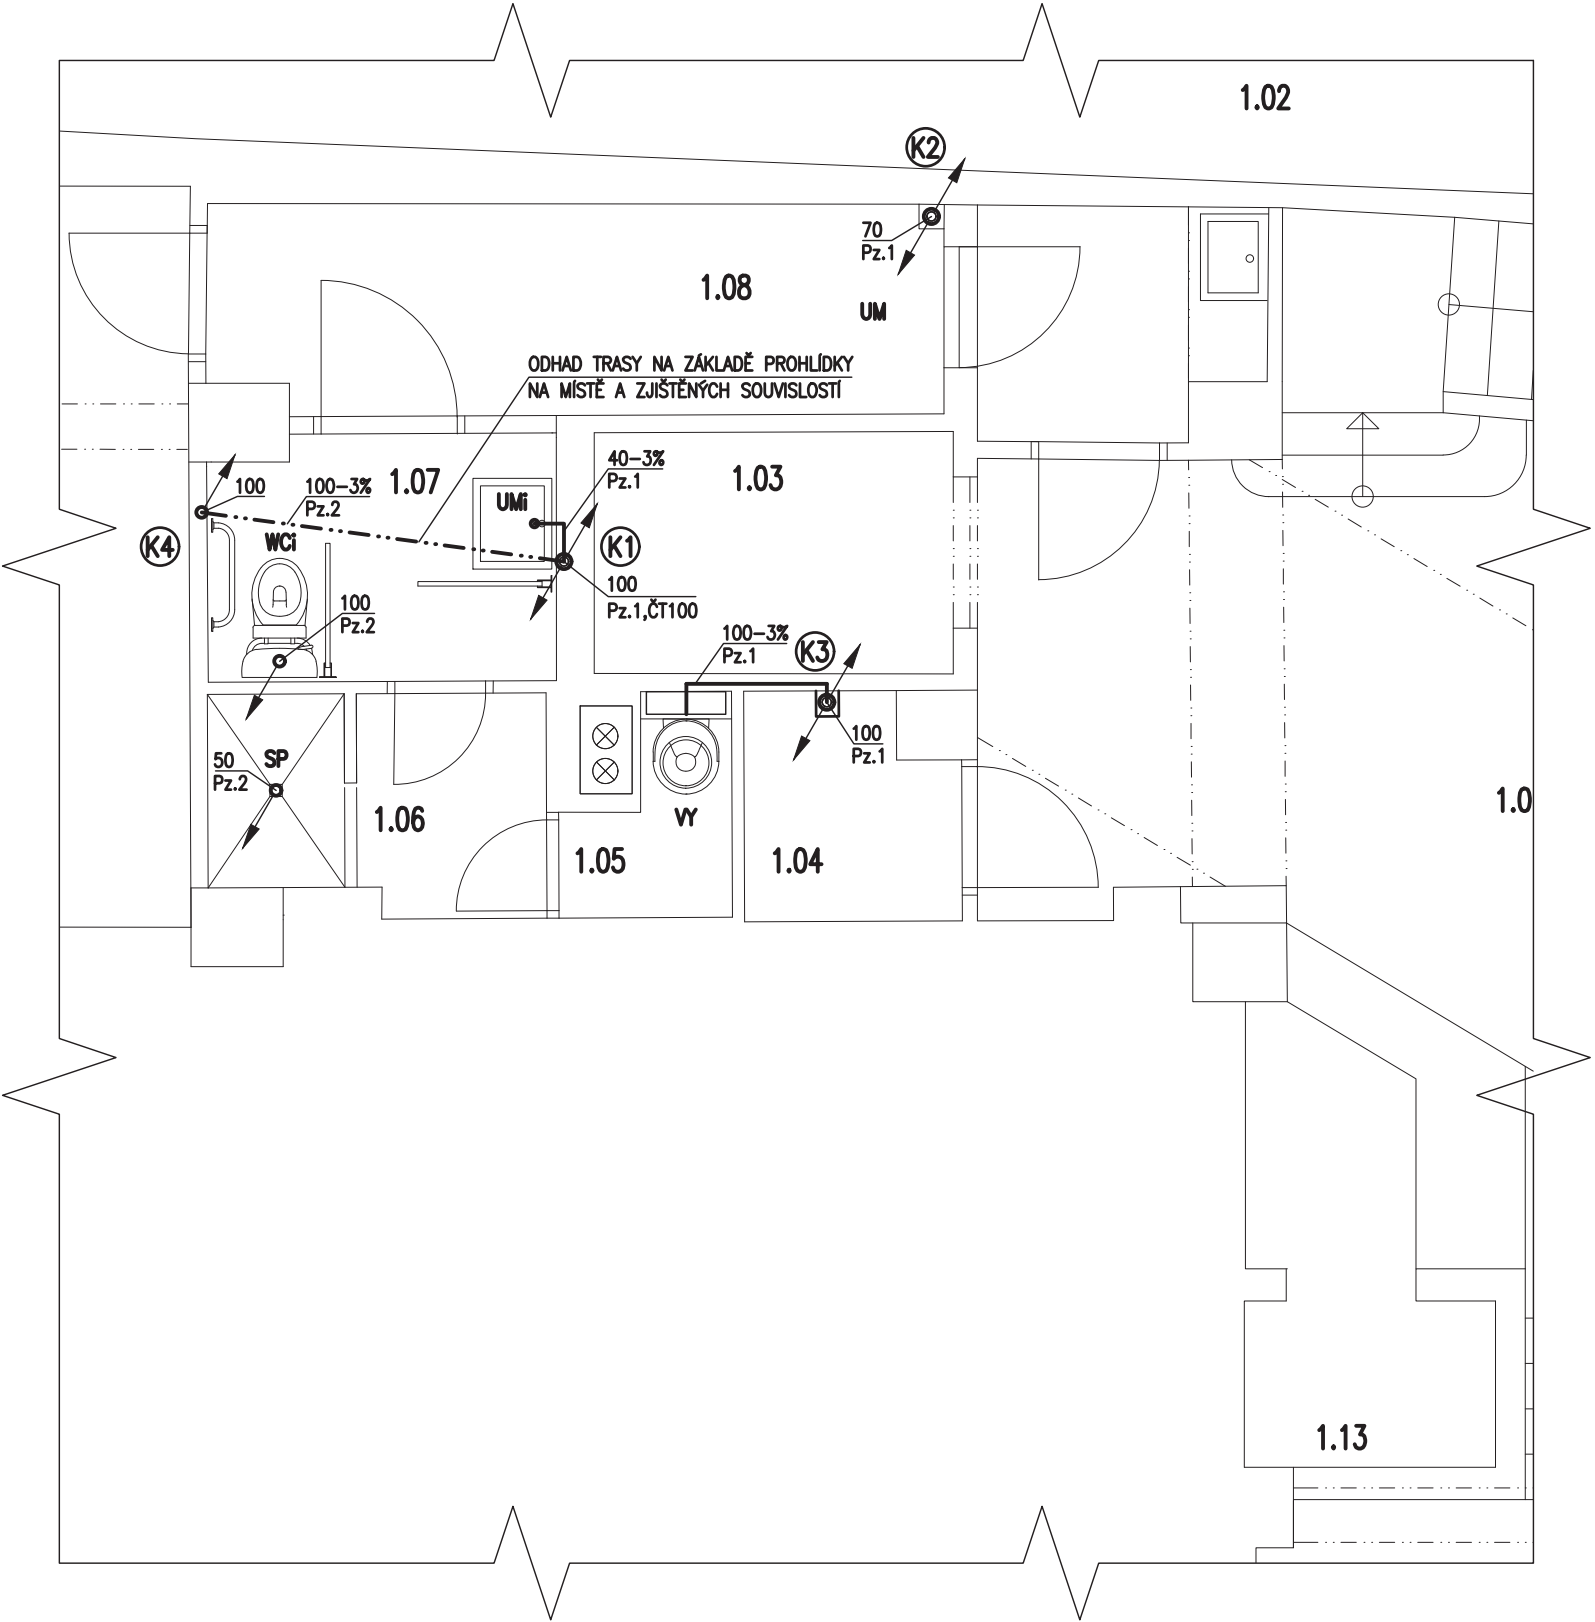 1.02
K2
70
Pz.1
1.08
UM
ODHAD TRASY NA ZÁKLADĚ PROHLÍDKY
NA MÍSTĚ A ZJIŠTĚNÝCH SOUVISLOSTÍ
40-3%
Pz.1
1.03
1.07
100
100-3%
Pz.2
UMi
K4
WCi
K1
100
Pz.1,ČT100
100
Pz.2
100-3%
Pz.1
K3
100
Pz.1
SP
50
Pz.2
1.06
VY
1.05
1.04
1.0
1.13